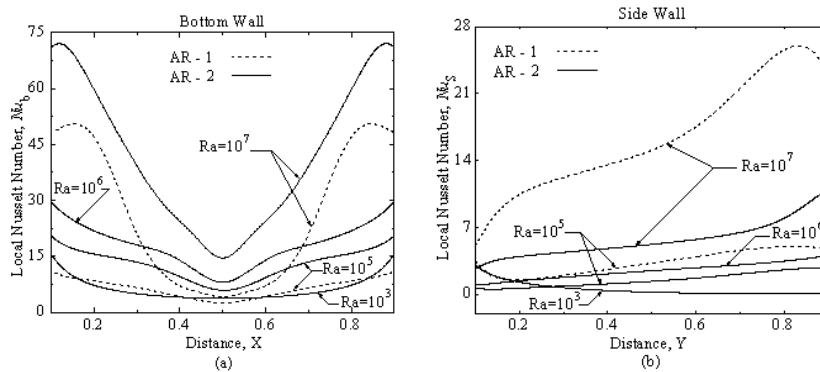 Bottom Wall
75
60
45
30
15
0
Local Nusselt Number, Nu_b
AR - 1
AR - 2
Ra=10^7
Ra=10^6
Ra=10^5
Ra=10^3
0.2
0.4
0.6
0.8
Distance, X
(a)
Side Wall
28
21
14
7
0
Local Nusselt Number, Nu_s
AR - 1
AR - 2
Ra=10^7
Ra=10^5
Ra=10^6
Ra=10^3
0.2
0.4
0.6
0.8
Distance, Y
(b)